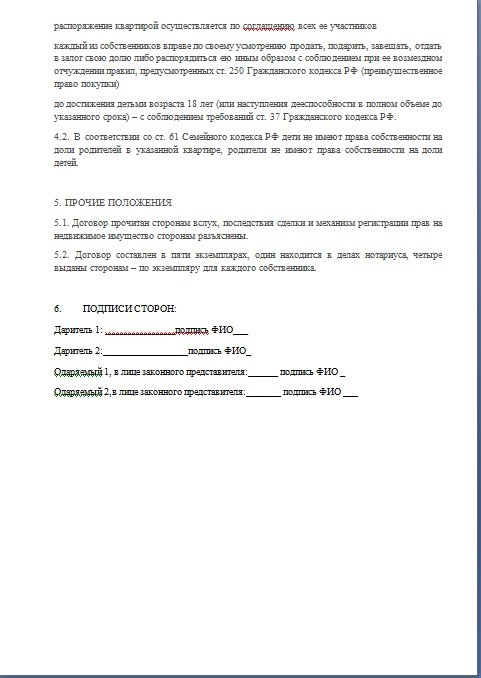 распоряжение квартирой осуществляется по соглашению всех ее участников
каждый из собственников вправе по своему усмотрению продать, подарить, завещать, отдать
в залог свою долю либо распорядиться ею иным образом с соблюдением при ее возмездном
отчуждении правил, предусмотренных ст. 250 Гражданского кодекса РФ (преимущественное
право покупки)
до достижения детьми возраста 18 лет (или наступления дееспособности в полном объеме до
указанного срока) – с соблюдением требований ст. 37 Гражданского кодекса РФ.
4.2. В соответствии со ст. 61 Семейного кодекса РФ дети не имеют права собственности на
доли родителей в указанной квартире, родители не имеют права собственности на доли
детей.
5. ПРОЧИЕ ПОЛОЖЕНИЯ
5.1. Договор прочитан сторонам вслух, последствия сделки и механизм регистрации прав на
недвижимое имущество сторонам разъяснены.
5.2. Договор составлен в пяти экземплярах, один находится в делах нотариуса, четыре
выданы сторонам – по экземпляру для каждого собственника.
6. ПОДПИСИ СТОРОН:
Даритель 1: ________________подпись ФИО___
Даритель 2:___________________подпись ФИО_
Одаряемый 1, в лице законного представителя:______ подпись ФИО _
Одаряемый 2,в лице законного представителя:_______ подпись ФИО ___